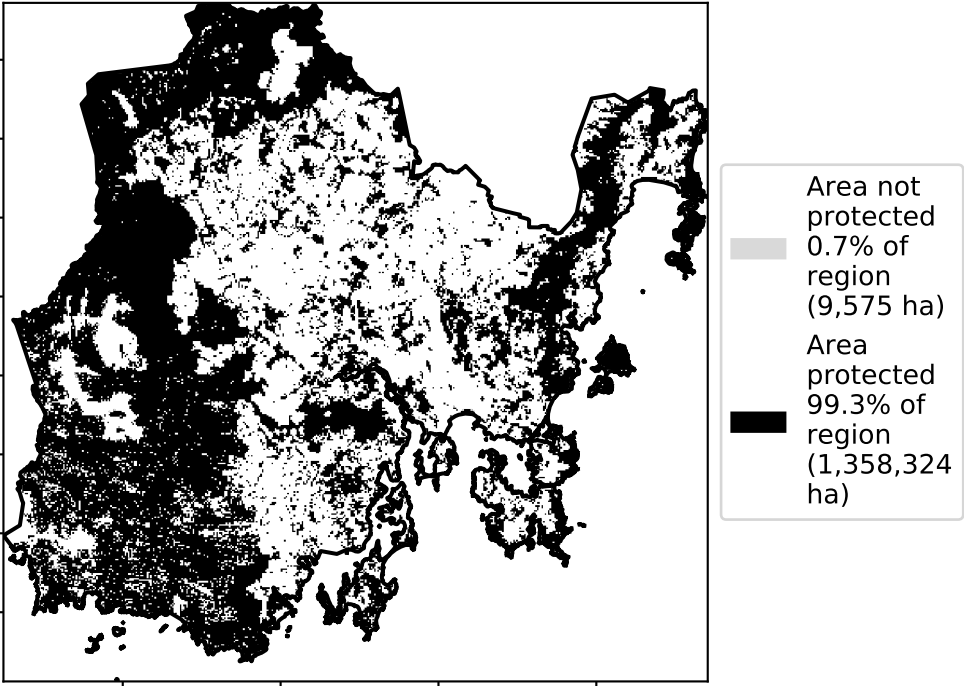 Area not
protected
0.7% of
region
(9,575 ha)
Area
protected
99.3% of
region
(1,358,324
ha)